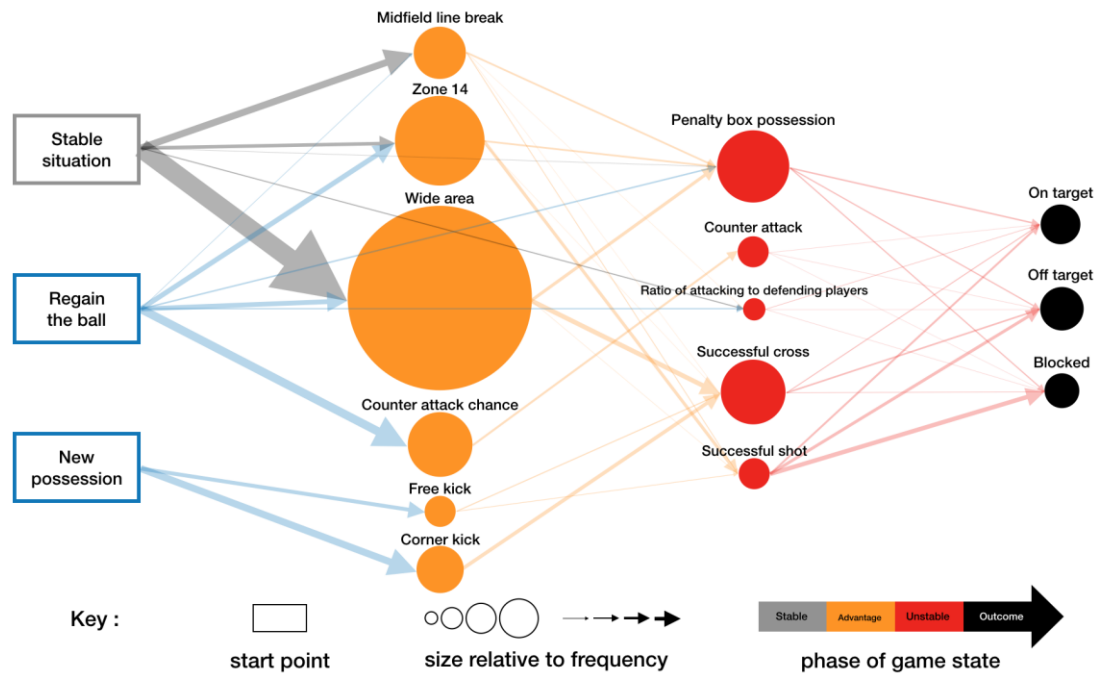 Midfield line break
Zone 14
Stable
situation
Penalty box possession
Wide area
On target
Counter attack
Regain
the ball
Ratio of attacking to defending players
Off target
Successful cross
Blocked
Counter attack chance
New
possession
Successful shot
Free kick
Corner kick
Key :
start point
size relative to frequency
Stable
Advantage
Unstable
Outcome
phase of game state